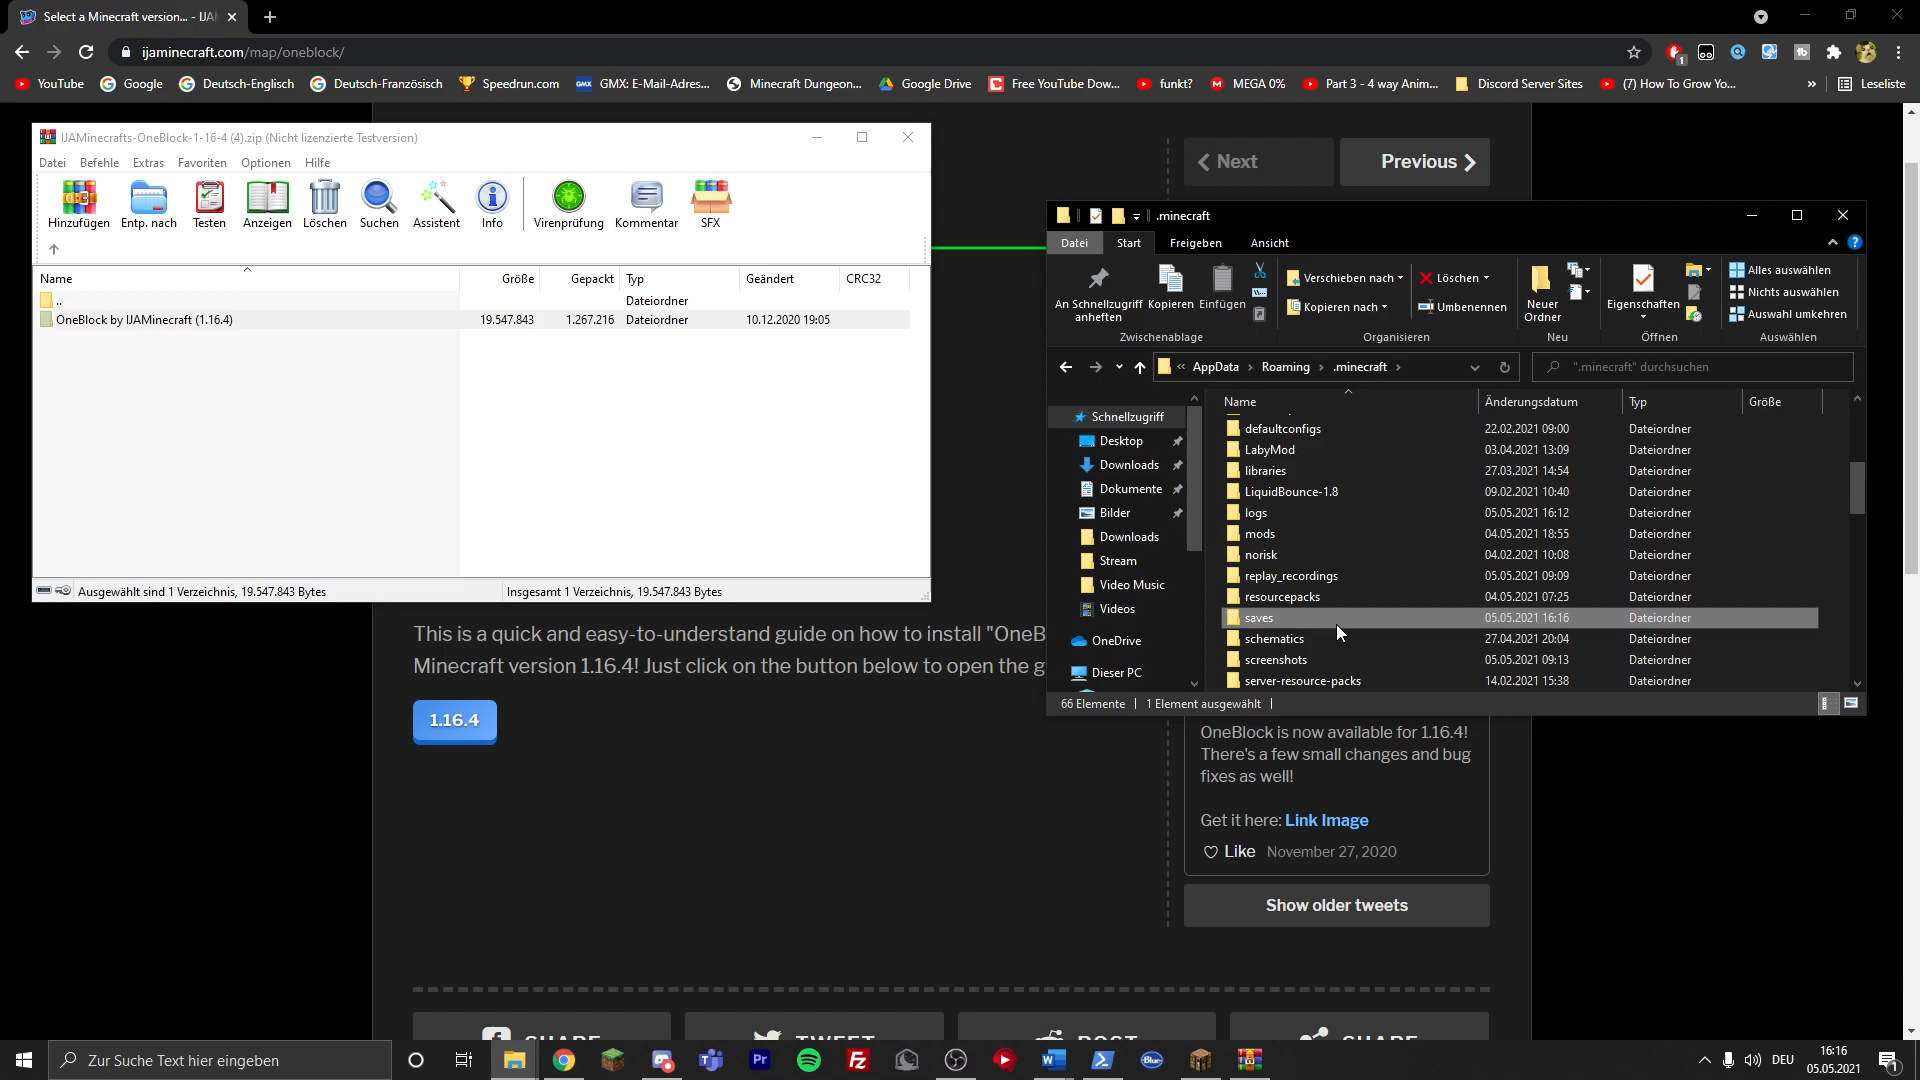 Select a Minecraft version... - IJA
ijaminecraft.com/map/oneblock/
YouTube
Google
Deutsch-Englisch
Deutsch-Französisch
Speedrun.com
GMX: E-Mail-Adres...
Minecraft Dungeon...
Google Drive
Free YouTube Dow...
funkt?
MEGA 0%
Part 3 - 4 way Anim...
Discord Server Sites
(7) How To Grow Yo...
»
Leseliste
IJAMinecrafts-OneBlock-1-16-4 (4).zip (Nicht lizenzierte Testversion)
Datei Befehle Extras Favoriten Optionen Hilfe
Hinzufügen Entp. nach Testen Anzeigen Löschen Suchen Assistent Info Virenprüfung Kommentar SFX
Name Größe Gepackt Typ Geändert CRC32
.. Dateiordner
OneBlock by IJAMinecraft (1.16.4) 19.547.843 1.267.216 Dateiordner 10.12.2020 19:05
Ausgewählt sind 1 Verzeichnis, 19.547.843 Bytes Insgesamt 1 Verzeichnis, 19.547.843 Bytes
Next
Previous
.minecraft
Datei Start Freigeben Ansicht
An Schnellzugriff
anheften
Kopieren
Einfügen
Zwischenablage
Verschieben nach
Kopieren nach
Löschen
Umbenennen
Organisieren
Neuer
Ordner
Neu
Eigenschaften
Öffnen
Alles auswählen
Nichts auswählen
Auswahl umkehren
Auswählen
« AppData > Roaming > .minecraft >
".minecraft" durchsuchen
Schnellzugriff
Desktop
Downloads
Dokumente
Bilder
Downloads
Stream
Video Music
Videos
OneDrive
Dieser PC
Name Änderungsdatum Typ Größe
defaultconfigs 22.02.2021 09:00 Dateiordner
LabyMod 03.04.2021 13:09 Dateiordner
libraries 27.03.2021 14:54 Dateiordner
LiquidBounce-1.8 09.02.2021 10:40 Dateiordner
logs 05.05.2021 16:12 Dateiordner
mods 04.05.2021 18:55 Dateiordner
norisk 04.02.2021 10:08 Dateiordner
replay_recordings 05.05.2021 09:09 Dateiordner
resourcepacks 04.05.2021 07:25 Dateiordner
saves 05.05.2021 16:16 Dateiordner
schematics 27.04.2021 20:04 Dateiordner
screenshots 05.05.2021 09:13 Dateiordner
server-resource-packs 14.02.2021 15:38 Dateiordner
66 Elemente 1 Element ausgewählt
This is a quick and easy-to-understand guide on how to install "OneB
Minecraft version 1.16.4! Just click on the button below to open the g
1.16.4
OneBlock is now available for 1.16.4!
There's a few small changes and bug
fixes as well!
Get it here: Link Image
Like November 27, 2020
Show older tweets
SHARE
TWEET
POST
SHARE
Zur Suche Text hier eingeben
DEU
16:16
05.05.2021